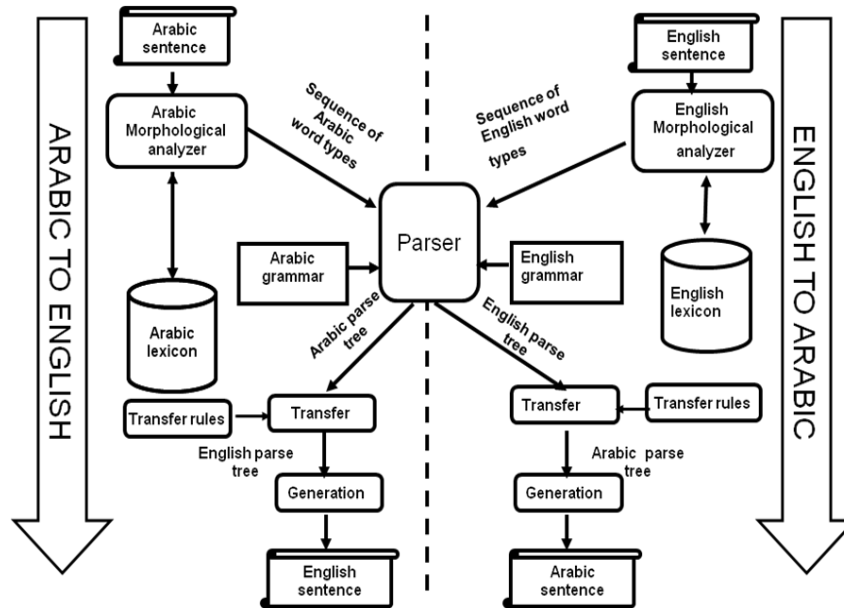 ARABIC TO ENGLISH
Arabic
sentence
Arabic
Morphological
analyzer
Sequence of
Arabic
word types
Arabic
lexicon
Arabic
grammar
Parser
Arabic parse
tree
Transfer rules
Transfer
English parse
tree
Generation
English
sentence
English
sentence
English
Morphological
analyzer
Sequence of
English word
types
English
lexicon
English
grammar
English parse
tree
Transfer
Transfer rules
Arabic parse
tree
Generation
Arabic
sentence
ENGLISH TO ARABIC